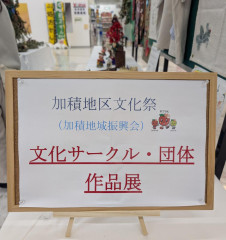 加積地区文化祭
（加積地域振興会）
文化サークル・団体
作品展